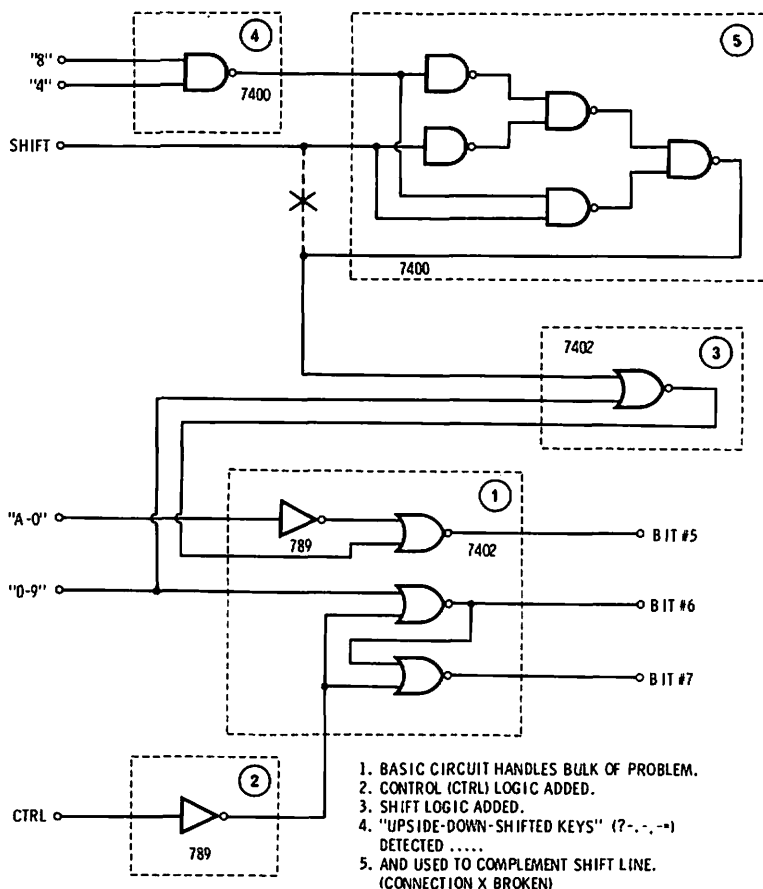 4
5
"8"
"4"
7400
SHIFT
7400
7402
3
1
"A-O"
789
7402
BIT #5
"0-9"
BIT #6
BIT #7
2
CTRL
789
1. BASIC CIRCUIT HANDLES BULK OF PROBLEM.
2. CONTROL (CTRL) LOGIC ADDED.
3. SHIFT LOGIC ADDED.
4. "UPSIDE-DOWN-SHIFTED KEYS" (?-,-,-=)
DETECTED .....
5. AND USED TO COMPLEMENT SHIFT LINE.
(CONNECTION X BROKEN)